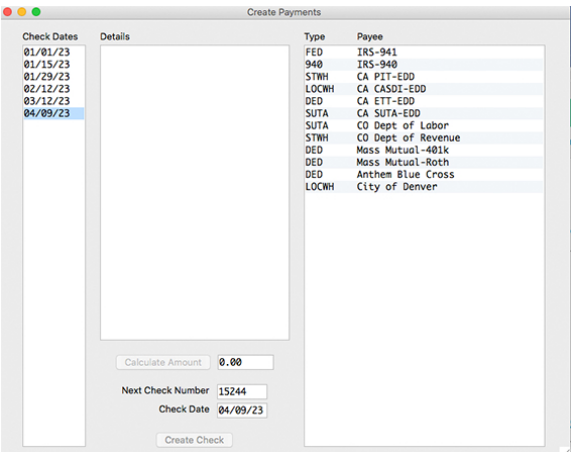 Create Payments
Check Dates
01/01/23
01/15/23
01/29/23
02/12/23
03/12/23
04/09/23
Details
Calculate Amount 0.00
Next Check Number 15244
Check Date 04/09/23
Create Check
Type Payee
FED IRS-941
940 IRS-940
STWH CA PIT-EDD
LOCWH CA CASDI-EDD
DED CA ETT-EDD
SUTA CA SUTA-EDD
SUTA CO Dept of Labor
STWH CO Dept of Revenue
DED Mass Mutual-401k
DED Mass Mutual-Roth
DED Anthem Blue Cross
LOCWH City of Denver